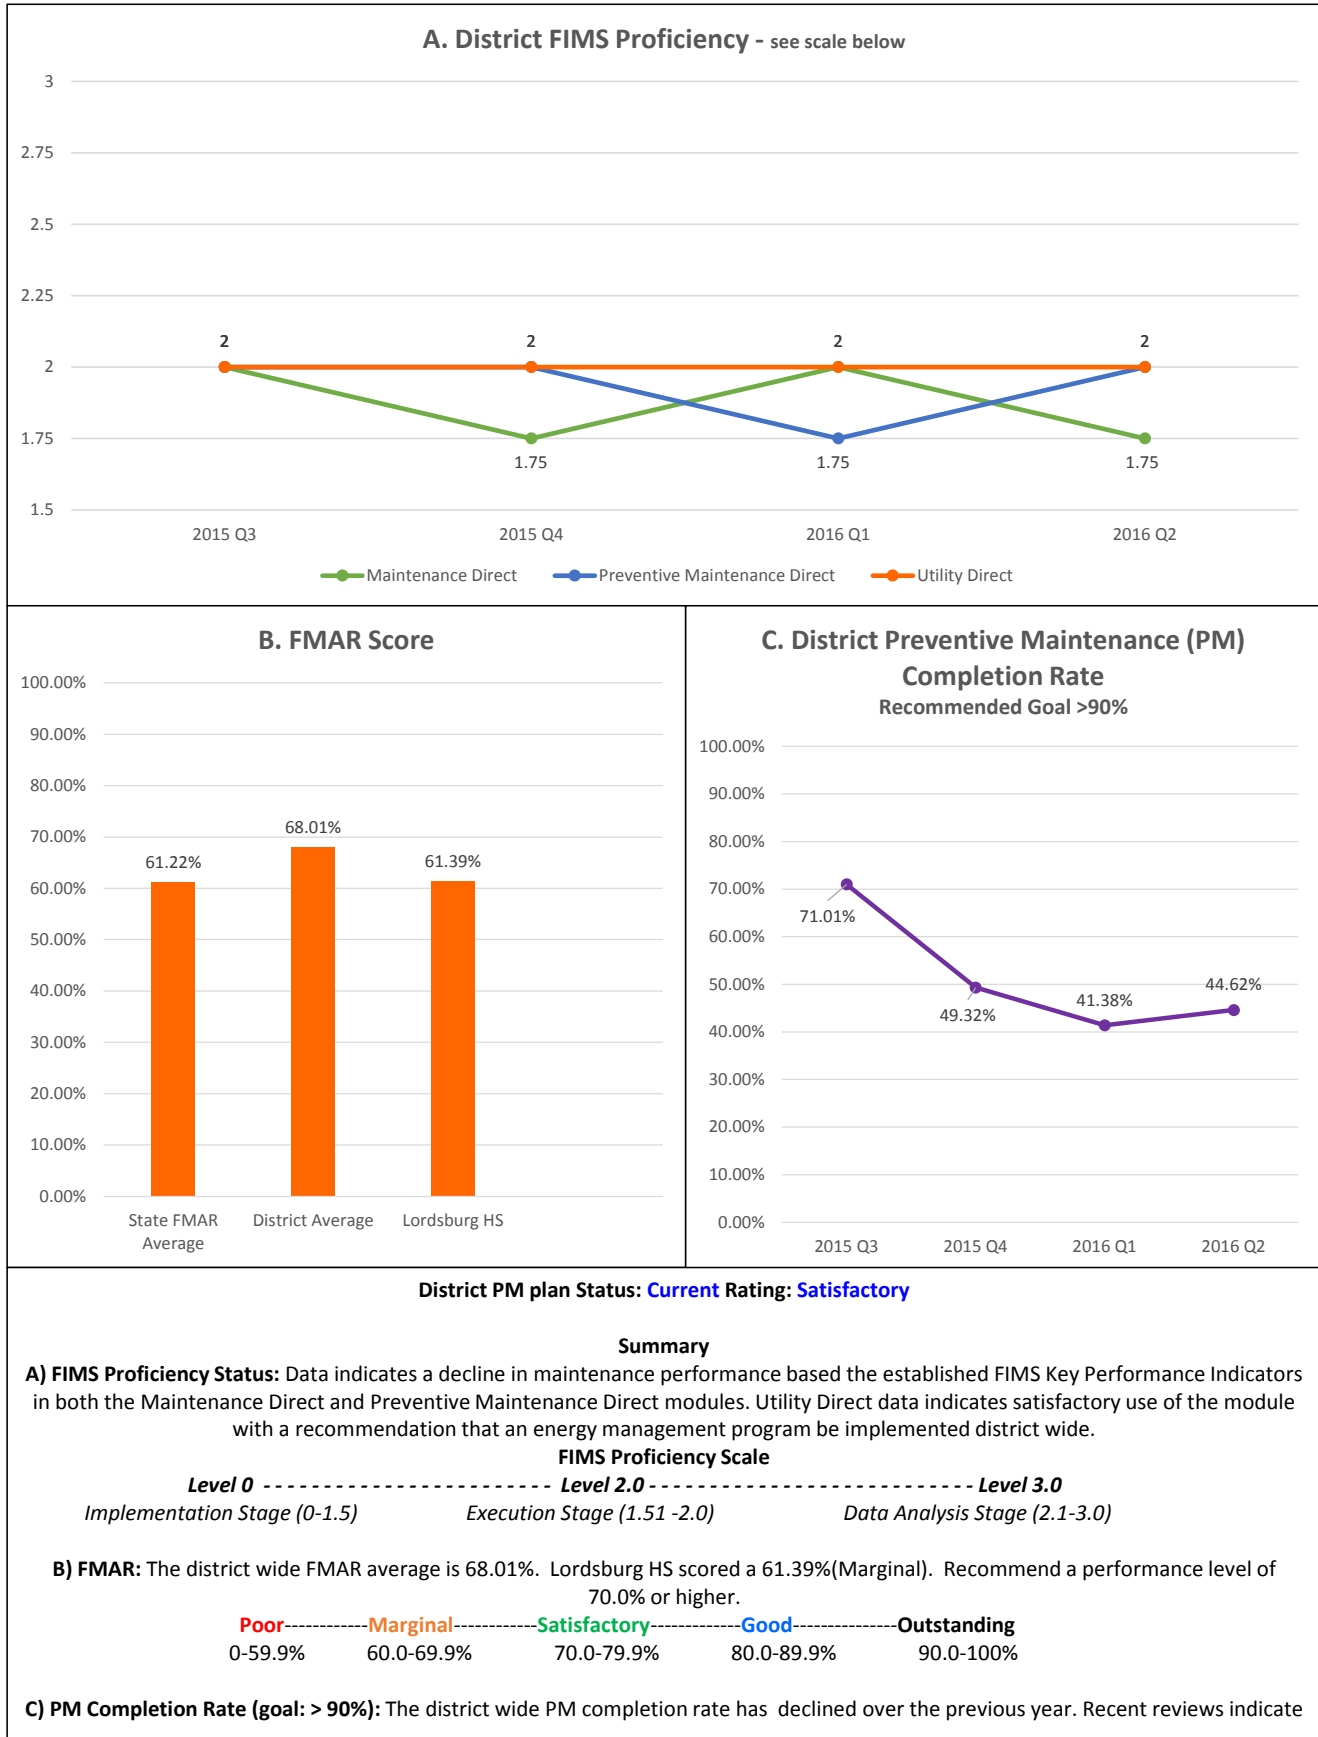 A. District FIMS Proficiency - see scale below
3
2.75
2.5
2.25
2
1.75
1.5
2 2 2 2
1.75 1.75 1.75
2015 Q3 2015 Q4 2016 Q1 2016 Q2
Maintenance Direct Preventive Maintenance Direct Utility Direct
B. FMAR Score
100.00%
90.00%
80.00%
70.00%
60.00%
50.00%
40.00%
30.00%
20.00%
10.00%
0.00%
61.22%
68.01%
61.39%
State FMAR
Average
District Average
Lordsburg HS
C. District Preventive Maintenance (PM)
Completion Rate
Recommended Goal >90%
100.00%
90.00%
80.00%
70.00%
60.00%
50.00%
40.00%
30.00%
20.00%
10.00%
0.00%
71.01%
49.32%
41.38%
44.62%
2015 Q3 2015 Q4 2016 Q1 2016 Q2
District PM plan Status: Current Rating: Satisfactory
Summary
A) FIMS Proficiency Status: Data indicates a decline in maintenance performance based the established FIMS Key Performance Indicators
in both the Maintenance Direct and Preventive Maintenance Direct modules. Utility Direct data indicates satisfactory use of the module
with a recommendation that an energy management program be implemented district wide.
FIMS Proficiency Scale
Level 0 - - - - - - - - - - - - - - - - - - - - - - - - Level 2.0 - - - - - - - - - - - - - - - - - - - - - - - - - - - Level 3.0
Implementation Stage (0-1.5) Execution Stage (1.51 -2.0) Data Analysis Stage (2.1-3.0)
B) FMAR: The district wide FMAR average is 68.01%. Lordsburg HS scored a 61.39%(Marginal). Recommend a performance level of
70.0% or higher.
Poor------------Marginal------------Satisfactory-------------Good---------------Outstanding
0-59.9% 60.0-69.9% 70.0-79.9% 80.0-89.9% 90.0-100%
C) PM Completion Rate (goal: > 90%): The district wide PM completion rate has declined over the previous year. Recent reviews indicate